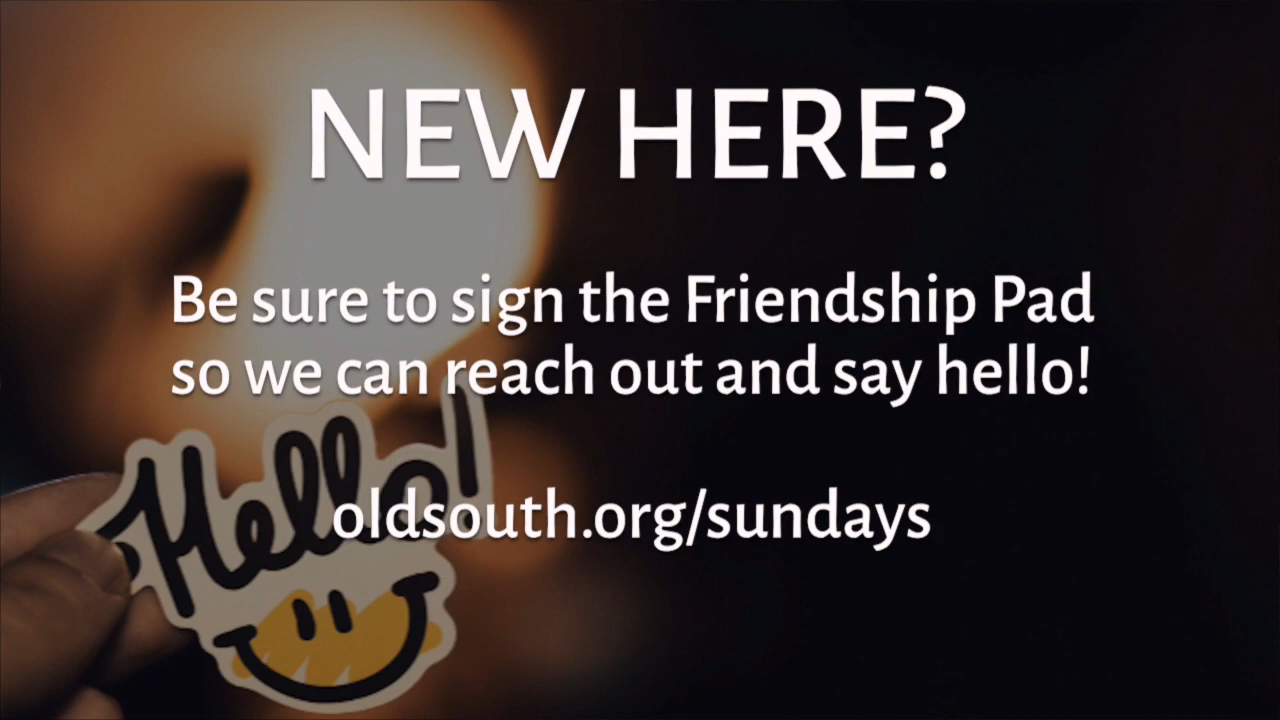 NEW HERE?
Be sure to sign the Friendship Pad
so we can reach out and say hello!
Hello!
oldsouth.org/sundays